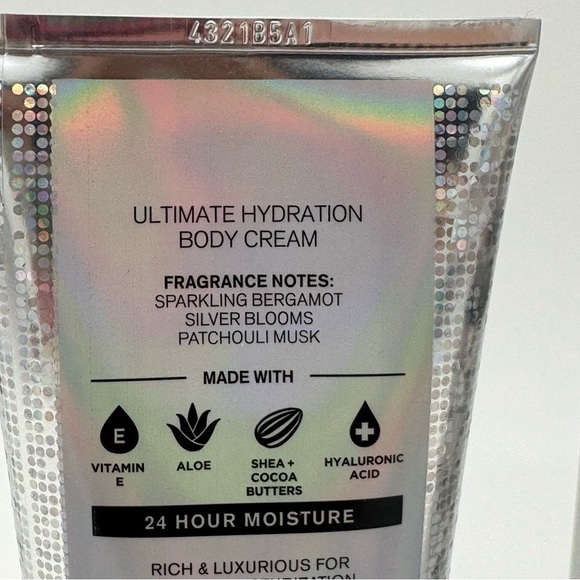 4321B5A1
ULTIMATE HYDRATION
BODY CREAM
FRAGRANCE NOTES:
SPARKLING BERGAMOT
SILVER BLOOMS
PATCHOULI MUSK
MADE WITH
E
VITAMIN
E
ALOE
SHEA +
COCOA
BUTTERS
HYALURONIC
ACID
24 HOUR MOISTURE
RICH & LUXURIOUS FOR